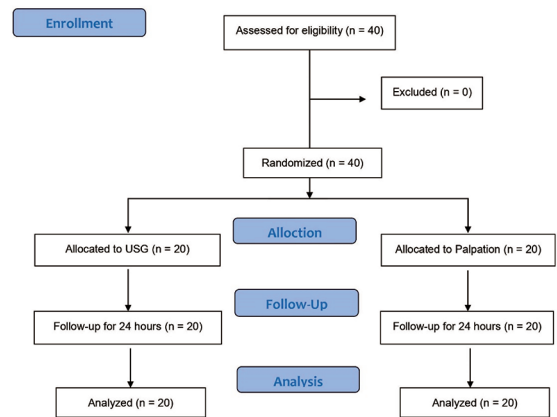 Enrollment
Assessed for eligibility (n = 40)
Excluded (n = 0)
Randomized (n = 40)
Alloction
Allocated to USG (n = 20)
Allocated to Palpation (n = 20)
Follow-Up
Follow-up for 24 hours (n = 20)
Follow-up for 24 hours (n = 20)
Analysis
Analyzed (n = 20)
Analyzed (n = 20)